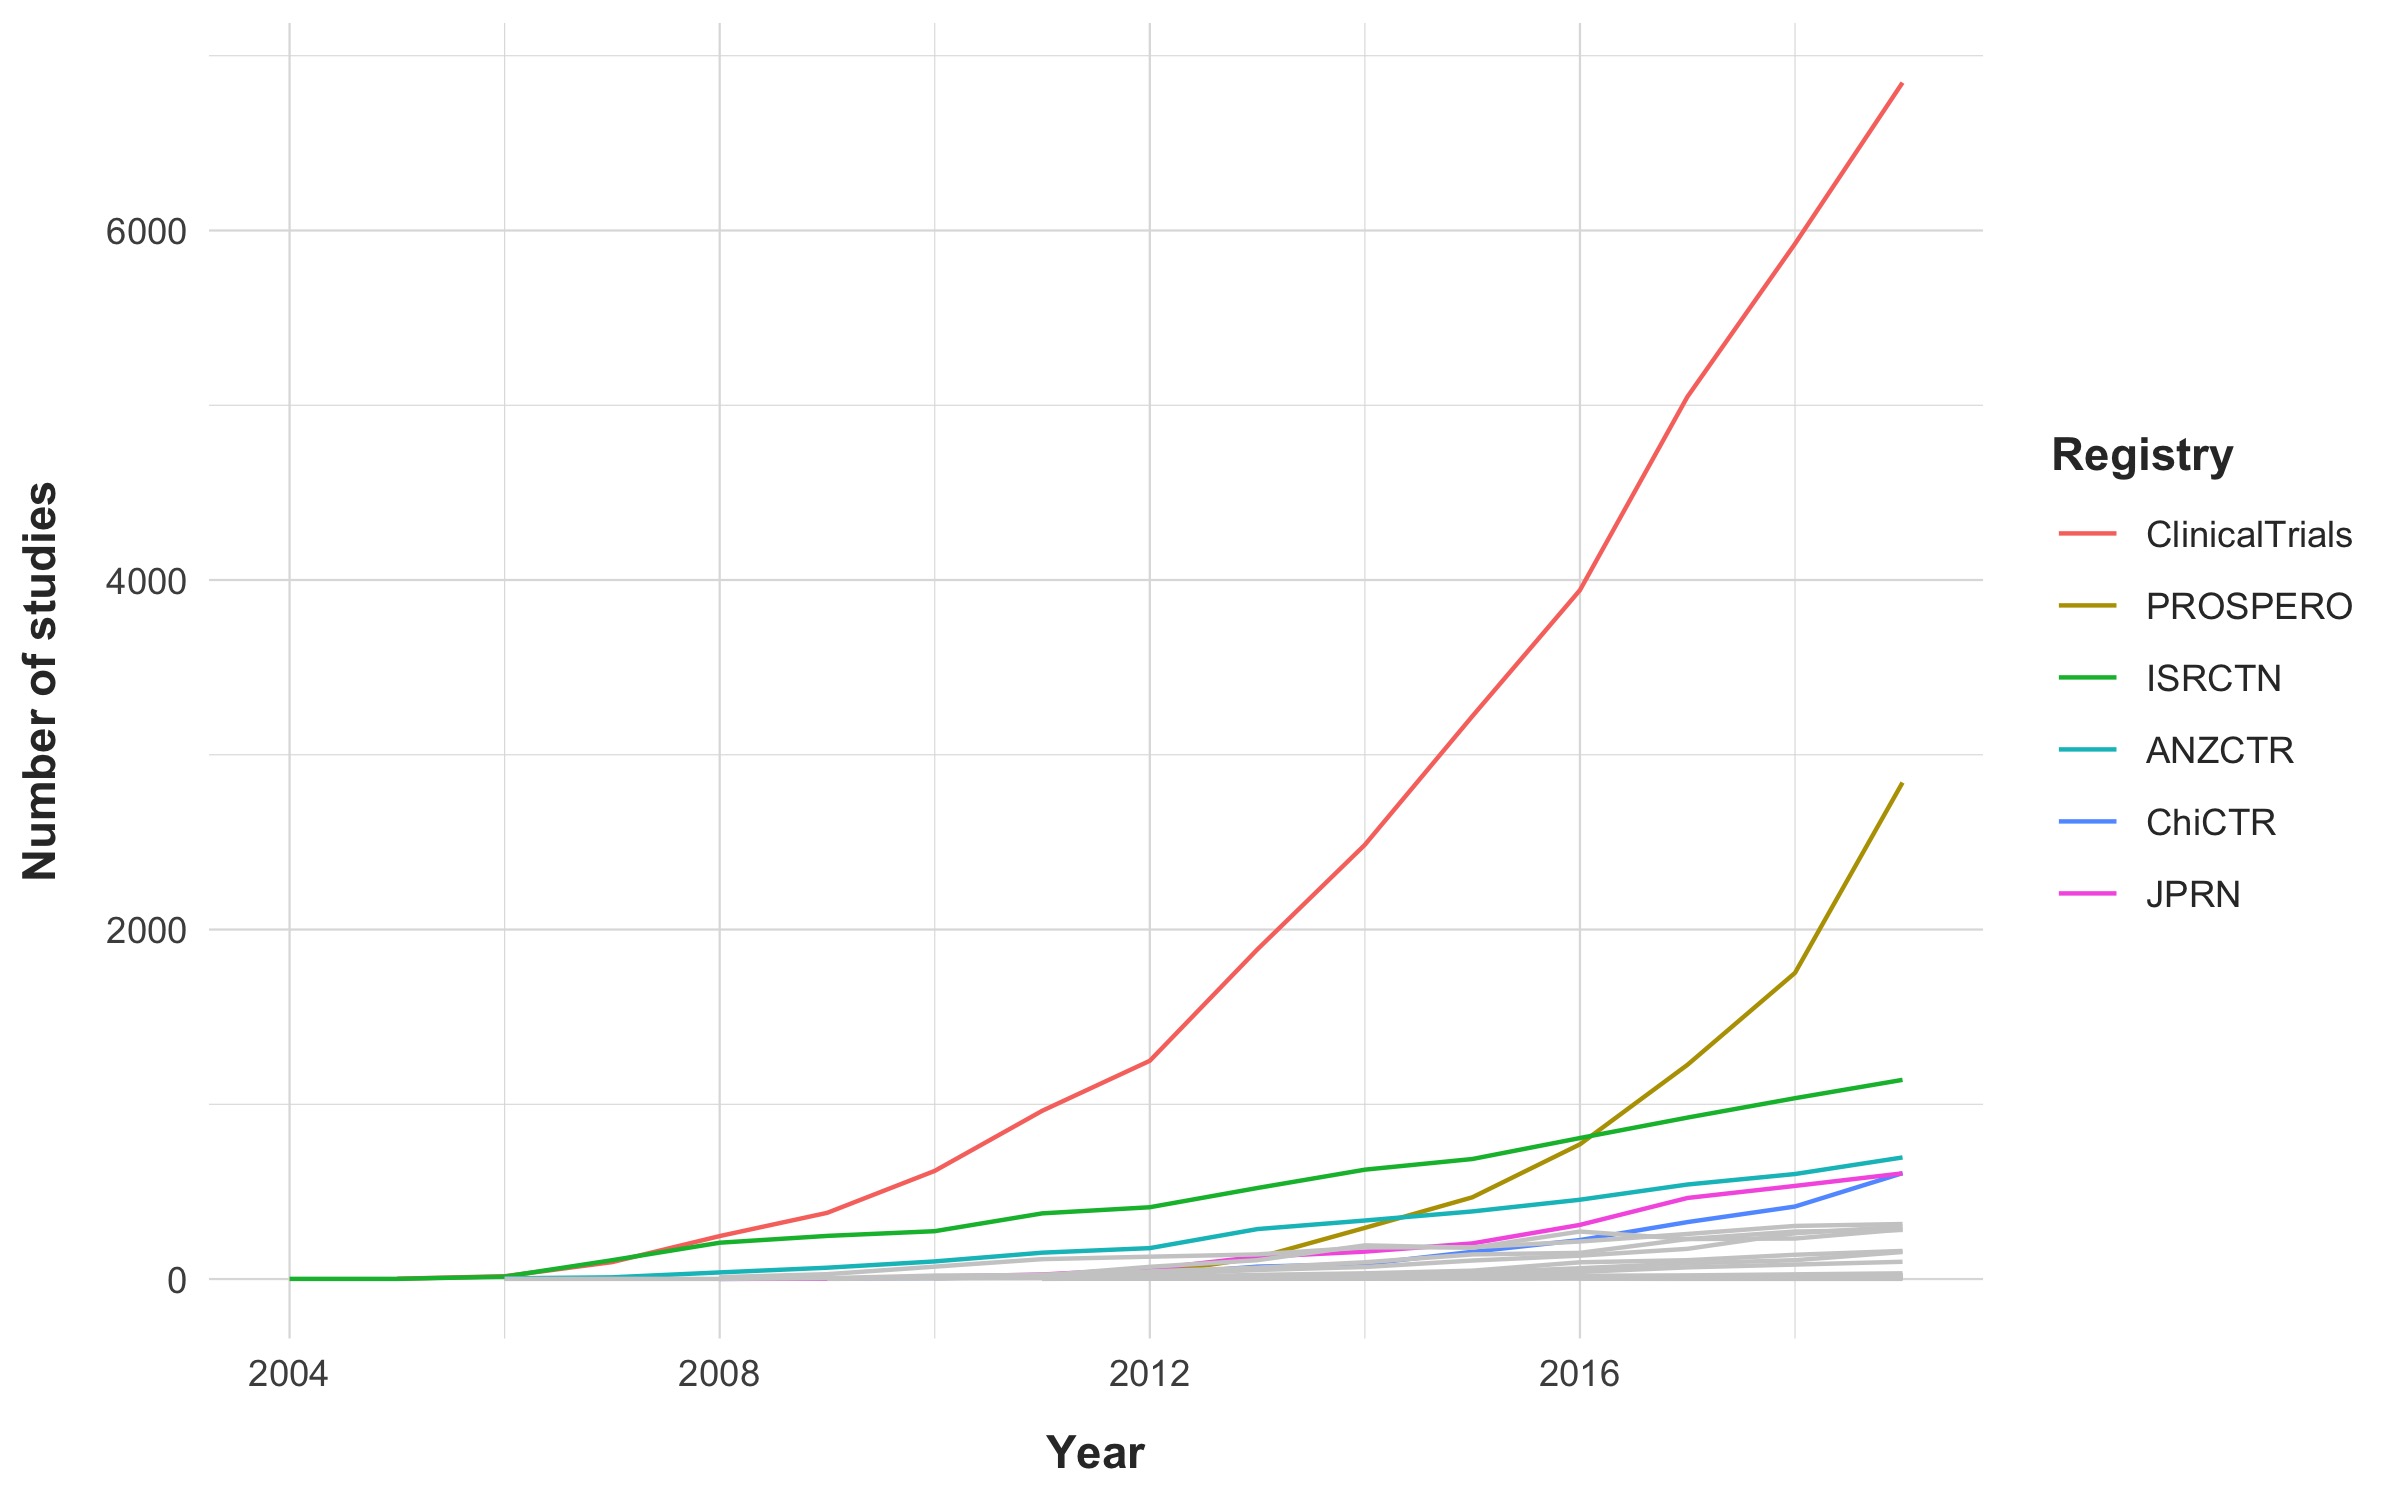 Number of studies
6000
4000
2000
0
2004 2008 2012 2016
Year
Registry
ClinicalTrials
PROSPERO
ISRCTN
ANZCTR
ChiCTR
JPRN